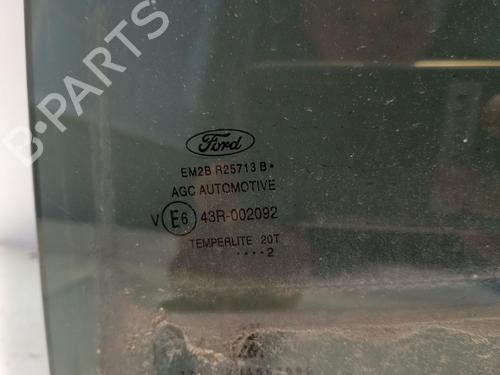 B-PARTS
Ford
EM2B R25713 B•
AGC AUTOMOTIVE
V E6 43R-002092
TEMPERLITE 20T
••••2